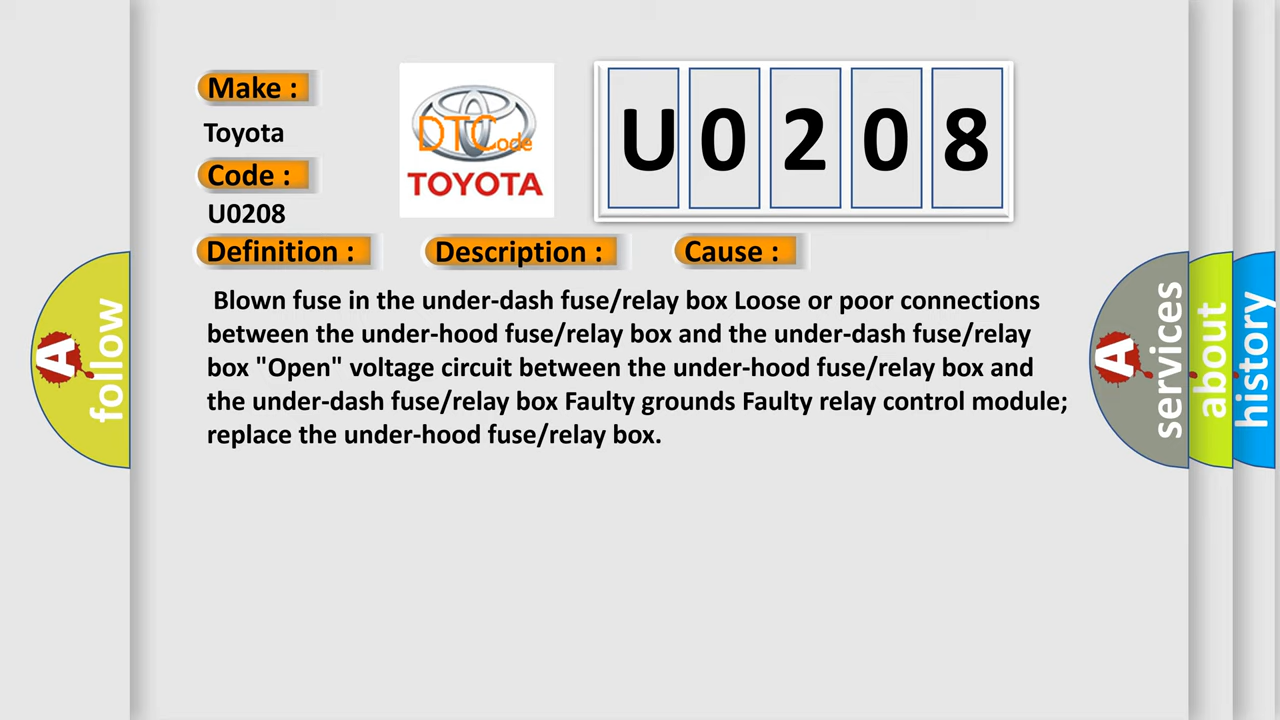 Make :
Toyota
Code :
U0208
DTCode
TOYOTA
U0208
Definition :
Description :
Cause :
Blown fuse in the under-dash fuse/relay box Loose or poor connections
between the under-hood fuse/relay box and the under-dash fuse/relay
box "Open" voltage circuit between the under-hood fuse/relay box and
the under-dash fuse/relay box Faulty grounds Faulty relay control module;
replace the under-hood fuse/relay box.
A
follow
A
services
about
history